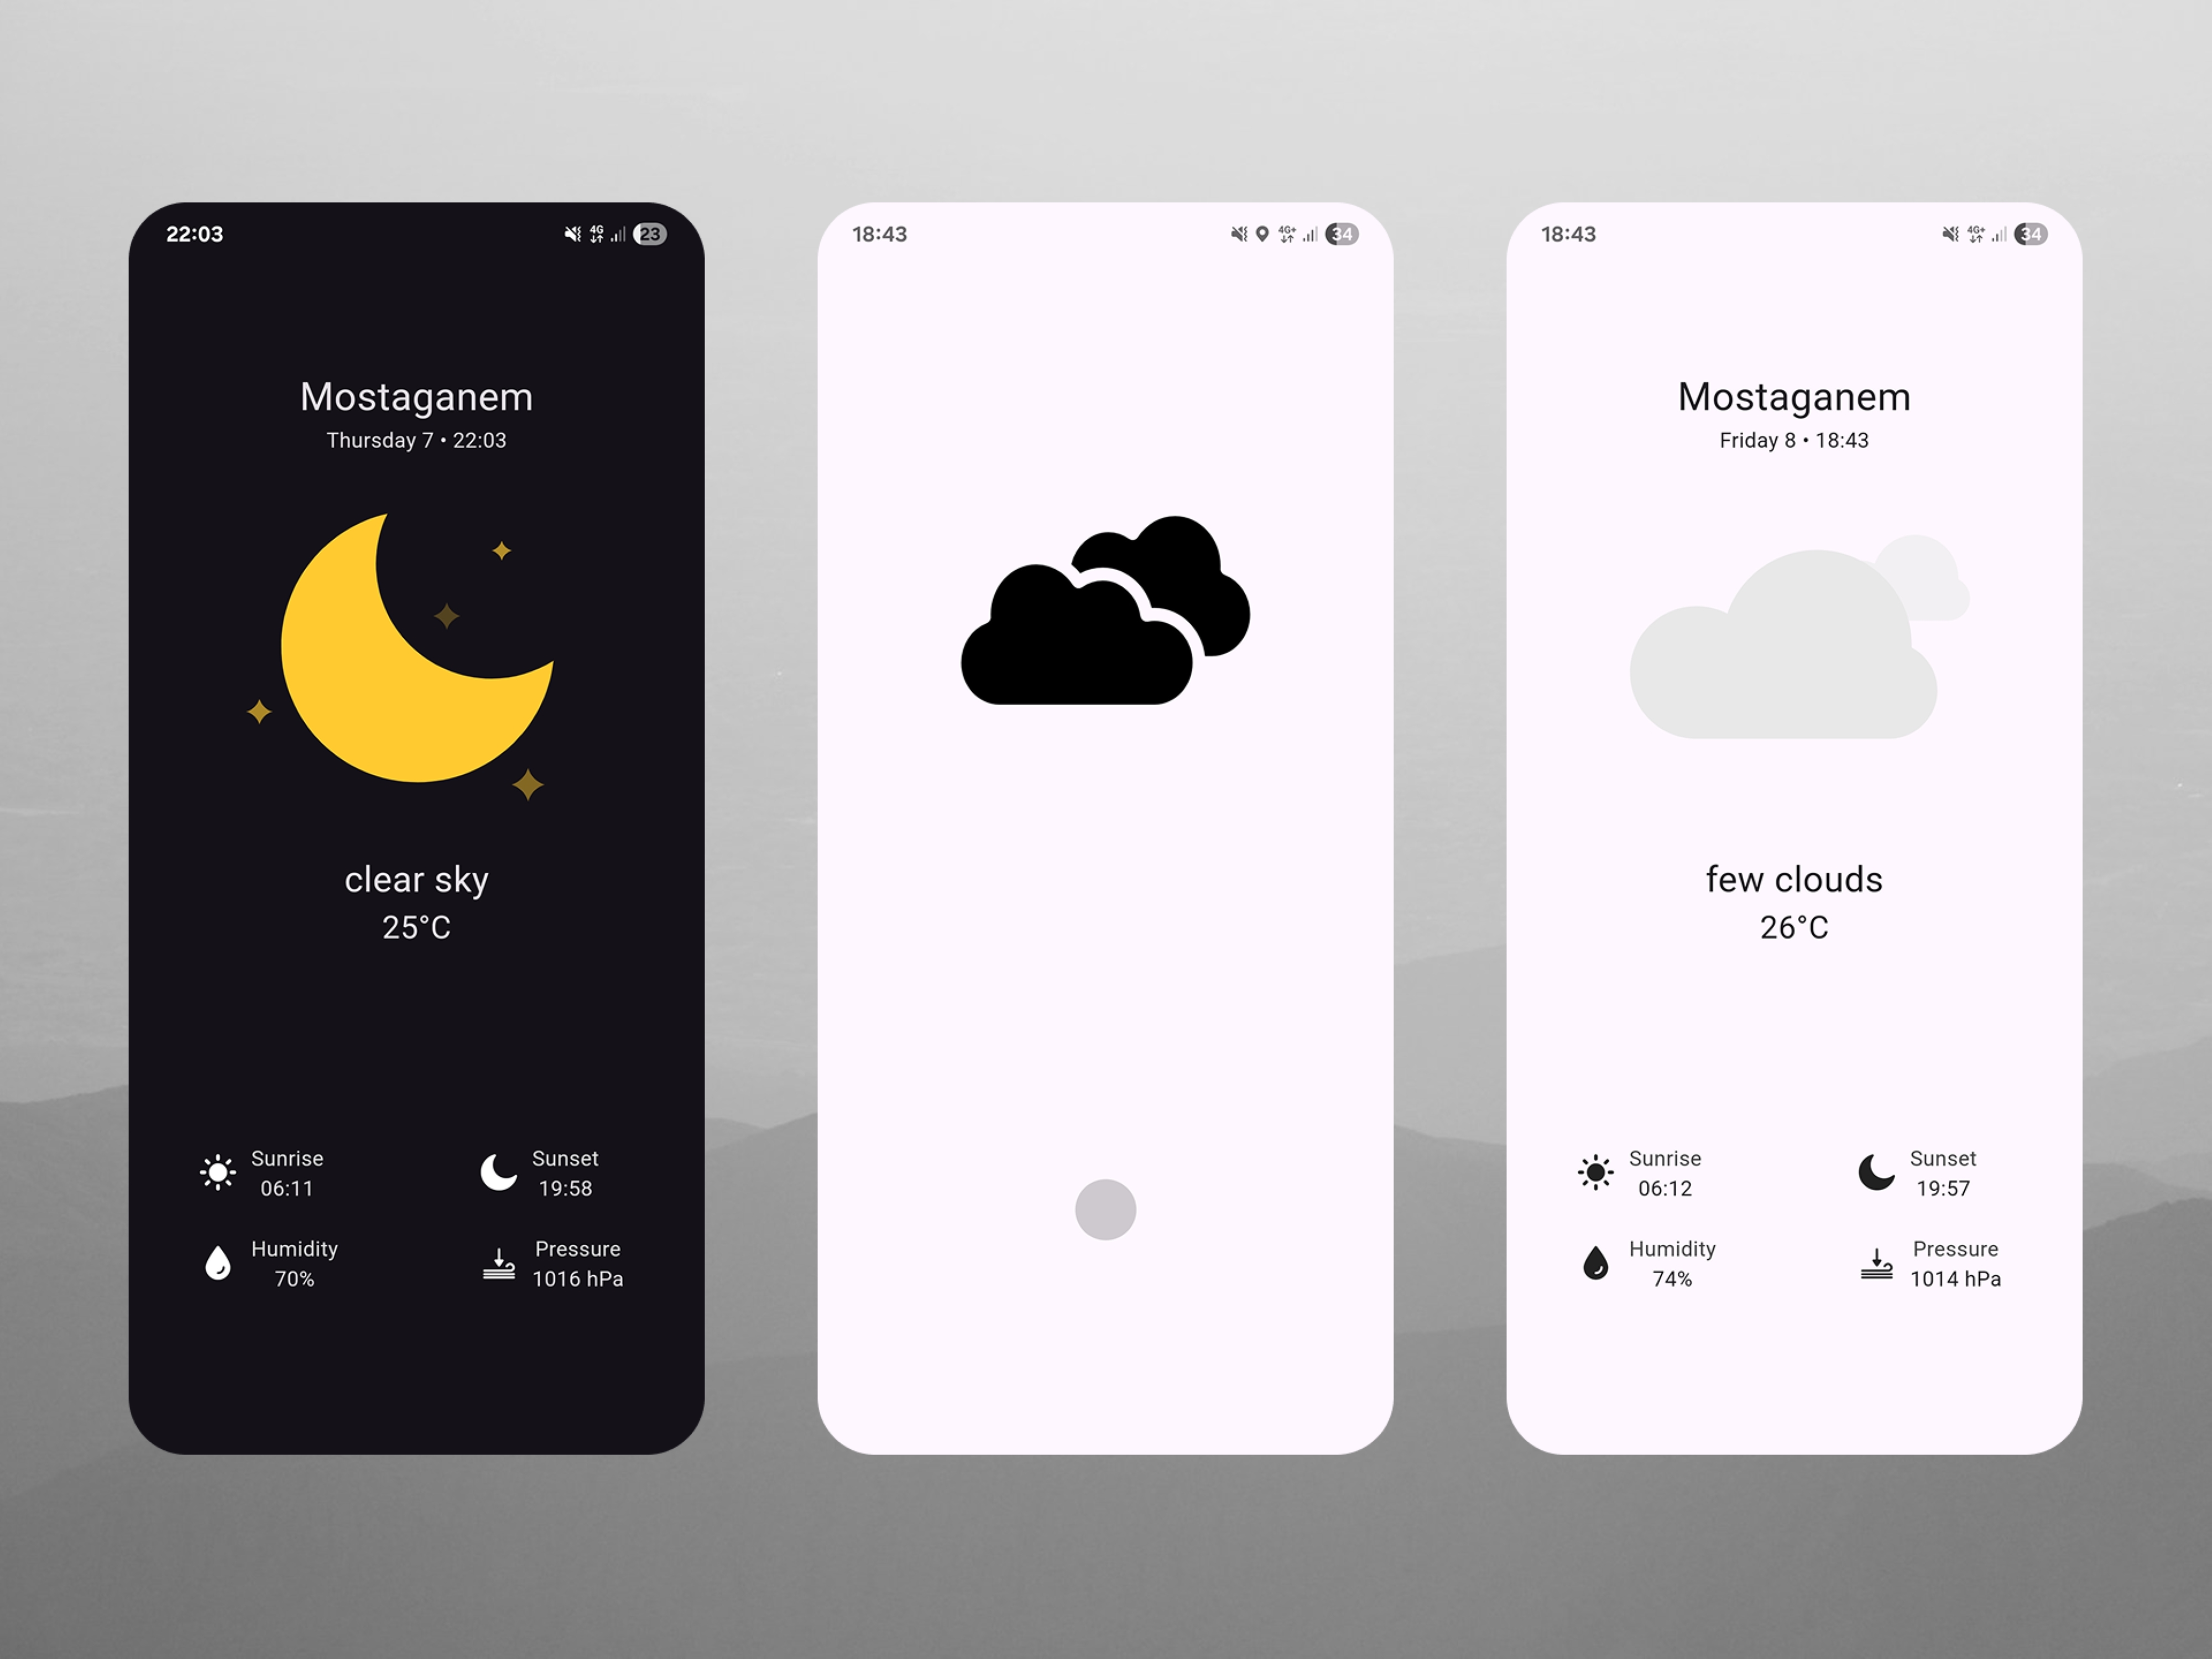 22:03
4G
23
Mostaganem
Thursday 7 • 22:03
clear sky
25°C
Sunrise
06:11
Sunset
19:58
Humidity
70%
Pressure
1016 hPa
18:43
4G+
34
18:43
4G+
34
Mostaganem
Friday 8 • 18:43
few clouds
26°C
Sunrise
06:12
Sunset
19:57
Humidity
74%
Pressure
1014 hPa